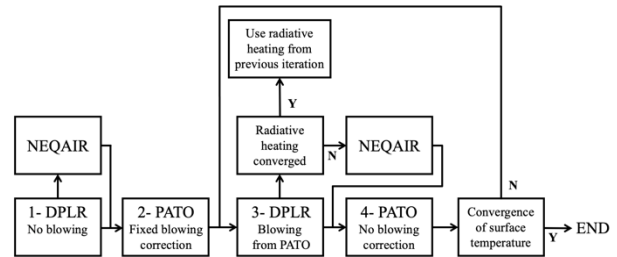 Use radiative
heating from
previous iteration
Y
NEQAIR
Radiative
heating
converged
N
NEQAIR
N
1- DPLR
No blowing
2- PATO
Fixed blowing
correction
3- DPLR
Blowing
from PATO
4- PATO
No blowing
correction
Convergence
of surface
temperature
Y
END